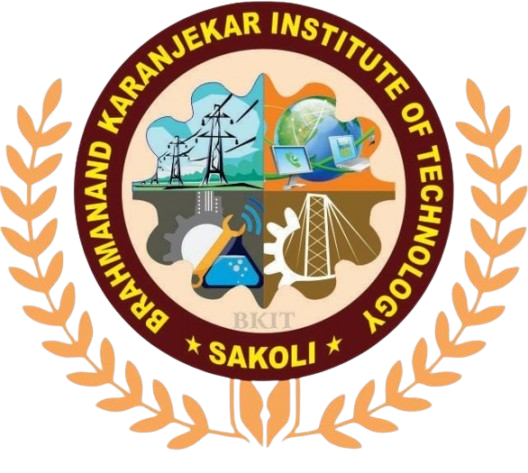 BRAHMANAND KARANJEKAR INSTITUTE OF TECHNOLOGY
BKIT
★ SAKOLI ★